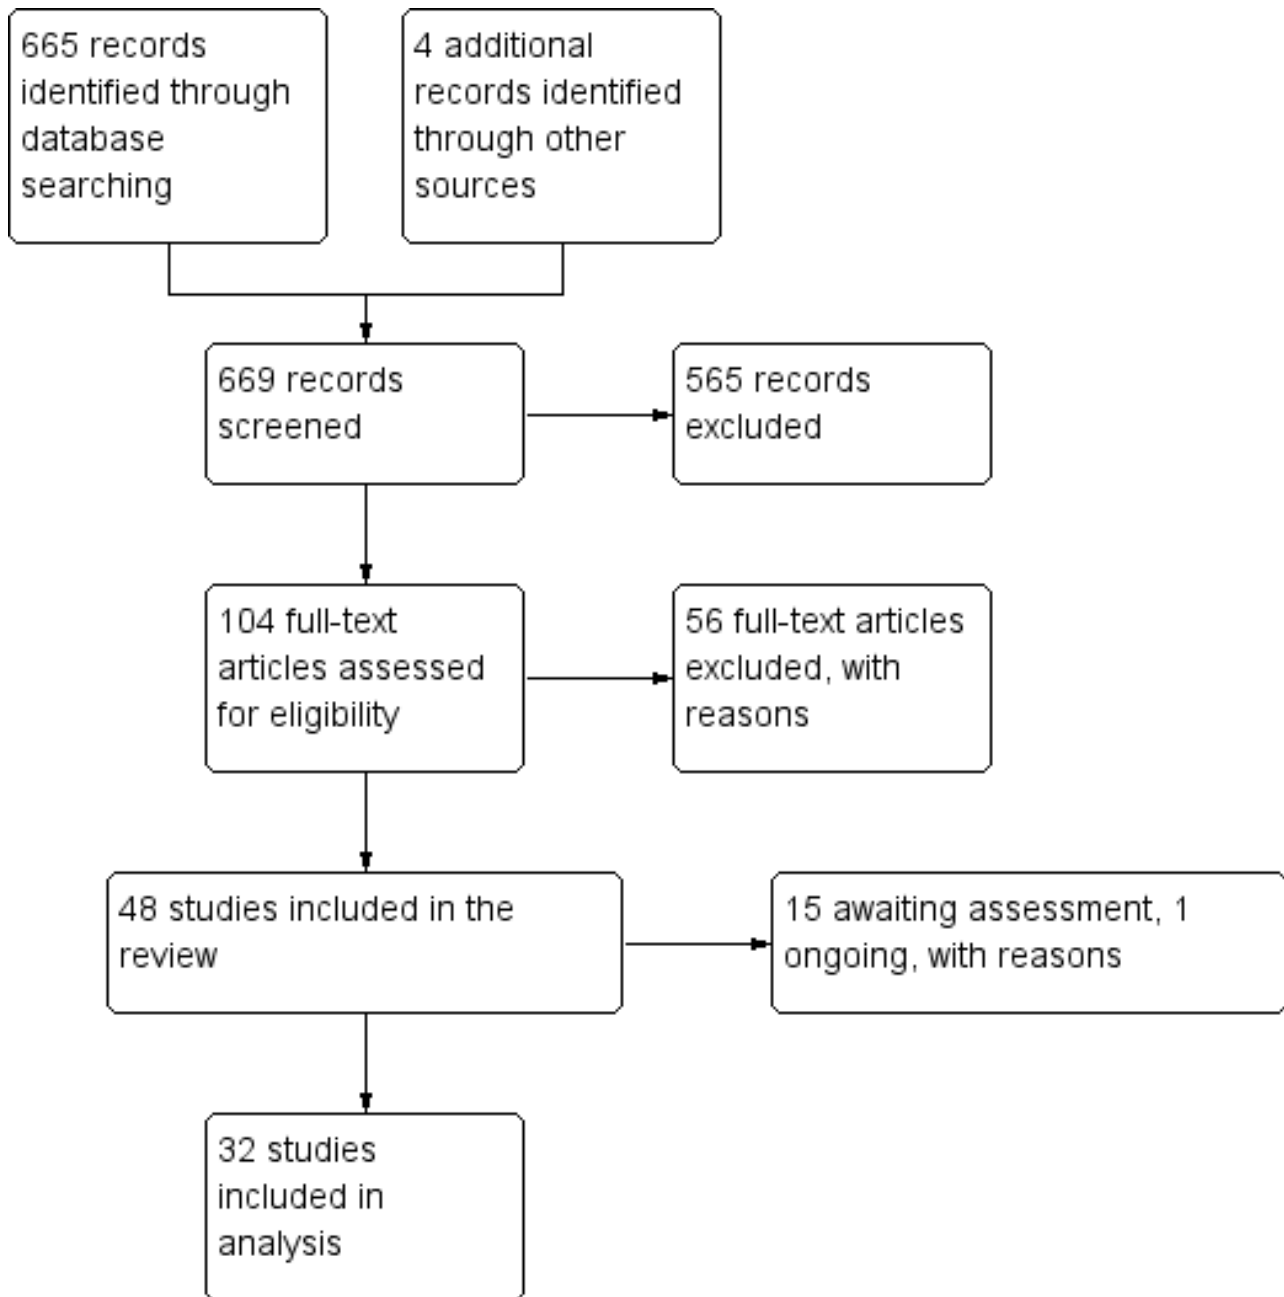 665 records
identified through
database
searching
4 additional
records identified
through other
sources
669 records
screened
565 records
excluded
104 full-text
articles assessed
for eligibility
56 full-text articles
excluded, with
reasons
48 studies included in the
review
15 awaiting assessment, 1
ongoing, with reasons
32 studies
included in
analysis